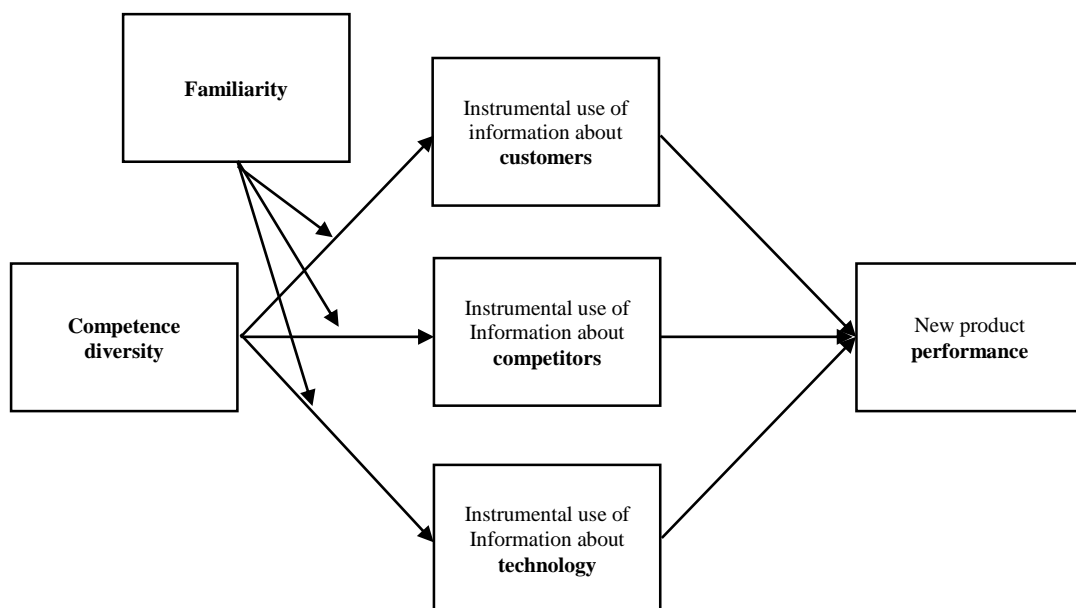 Familiarity
Instrumental use of
information about
customers
Competence
diversity
Instrumental use of
Information about
competitors
New product
performance
Instrumental use of
Information about
technology